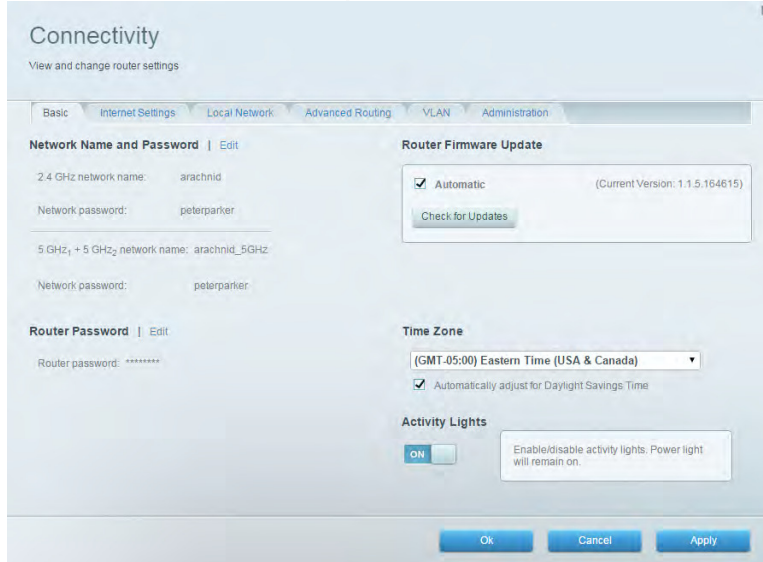 Connectivity
View and change router settings
Basic
Internet Settings
Local Network
Advanced Routing
VLAN
Administration
Network Name and Password | Edit
2.4 GHz network name: arachnid
Network password: peterparker
5 GHz₁ + 5 GHz₂ network name: arachnid_5GHz
Network password: peterparker
Router Password | Edit
Router password: ********
Router Firmware Update
Automatic
(Current Version: 1.1.5.164615)
Check for Updates
Time Zone
(GMT-05:00) Eastern Time (USA & Canada)
Automatically adjust for Daylight Savings Time
Activity Lights
ON
Enable/disable activity lights. Power light
will remain on.
Ok
Cancel
Apply